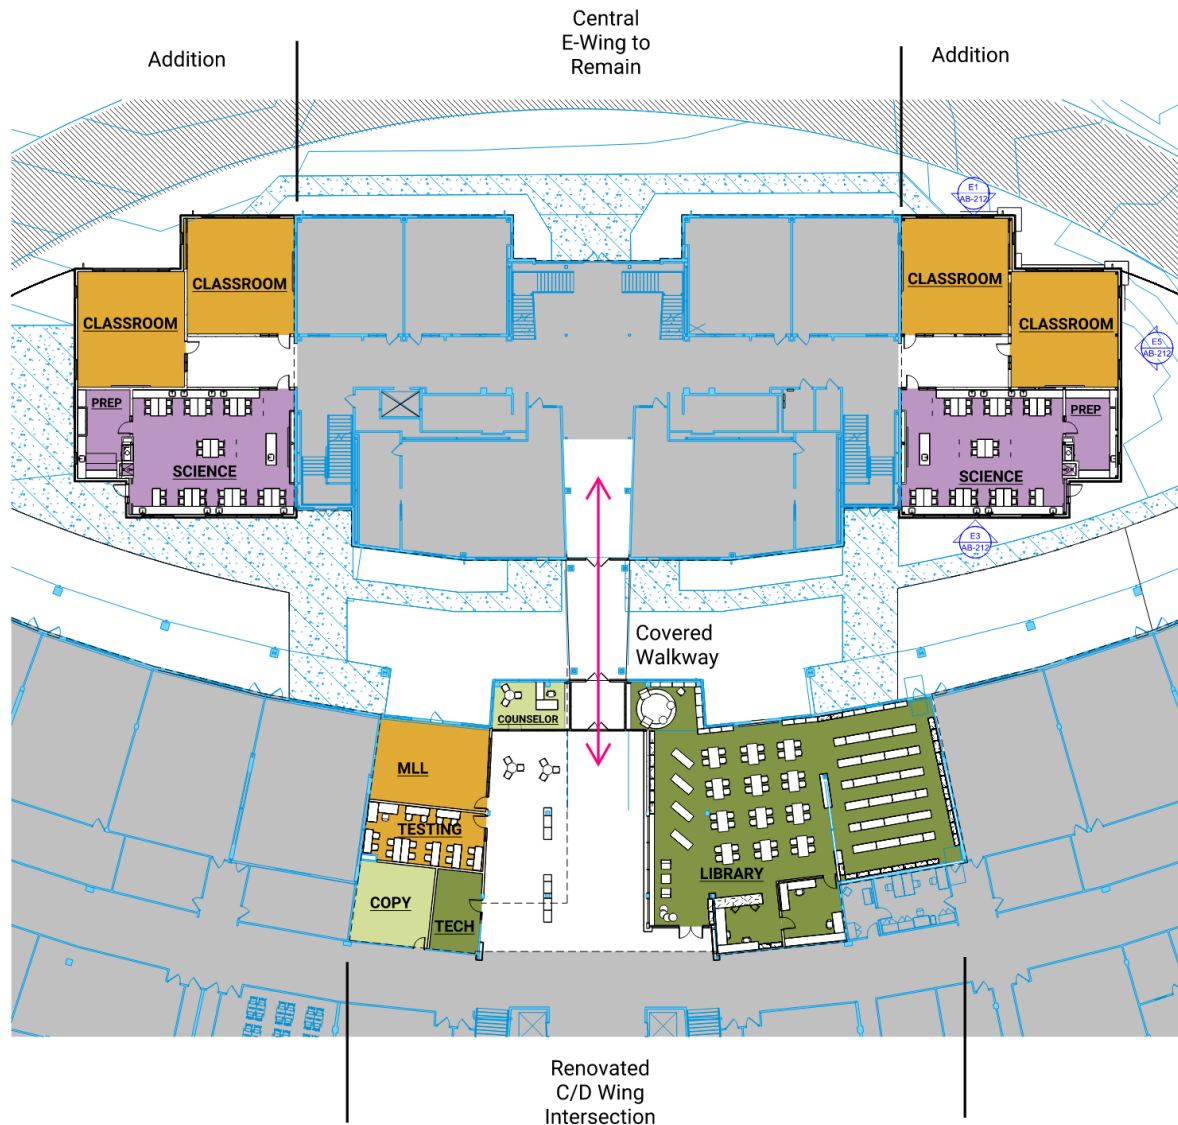 Central
E-Wing to
Remain
Addition
Addition
E1
AB-212
CLASSROOM
CLASSROOM
CLASSROOM
CLASSROOM
E5
AB-212
PREP
SCIENCE
PREP
SCIENCE
E3
AB-212
Covered
Walkway
COUNSELOR
MLL
TESTING
LIBRARY
COPY
TECH
Renovated
C/D Wing
Intersection